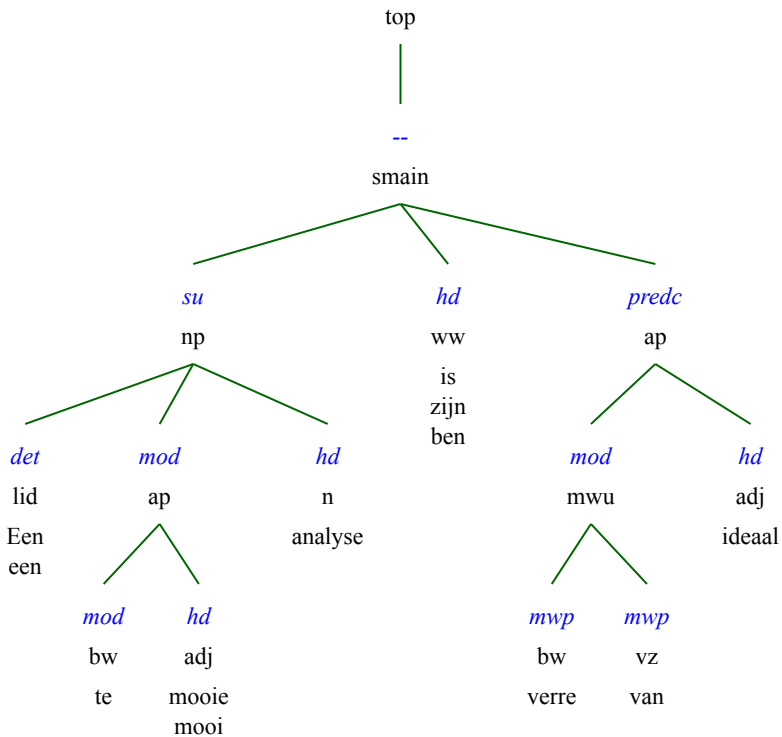 top
--
smain
su hd predc
np ww ap
is
zijn
ben
det mod hd mod hd
lid ap n mwu adj
Een analyse ideaal
een
mod hd mwp mwp
bw adj bw vz
te mooie verre van
mooi